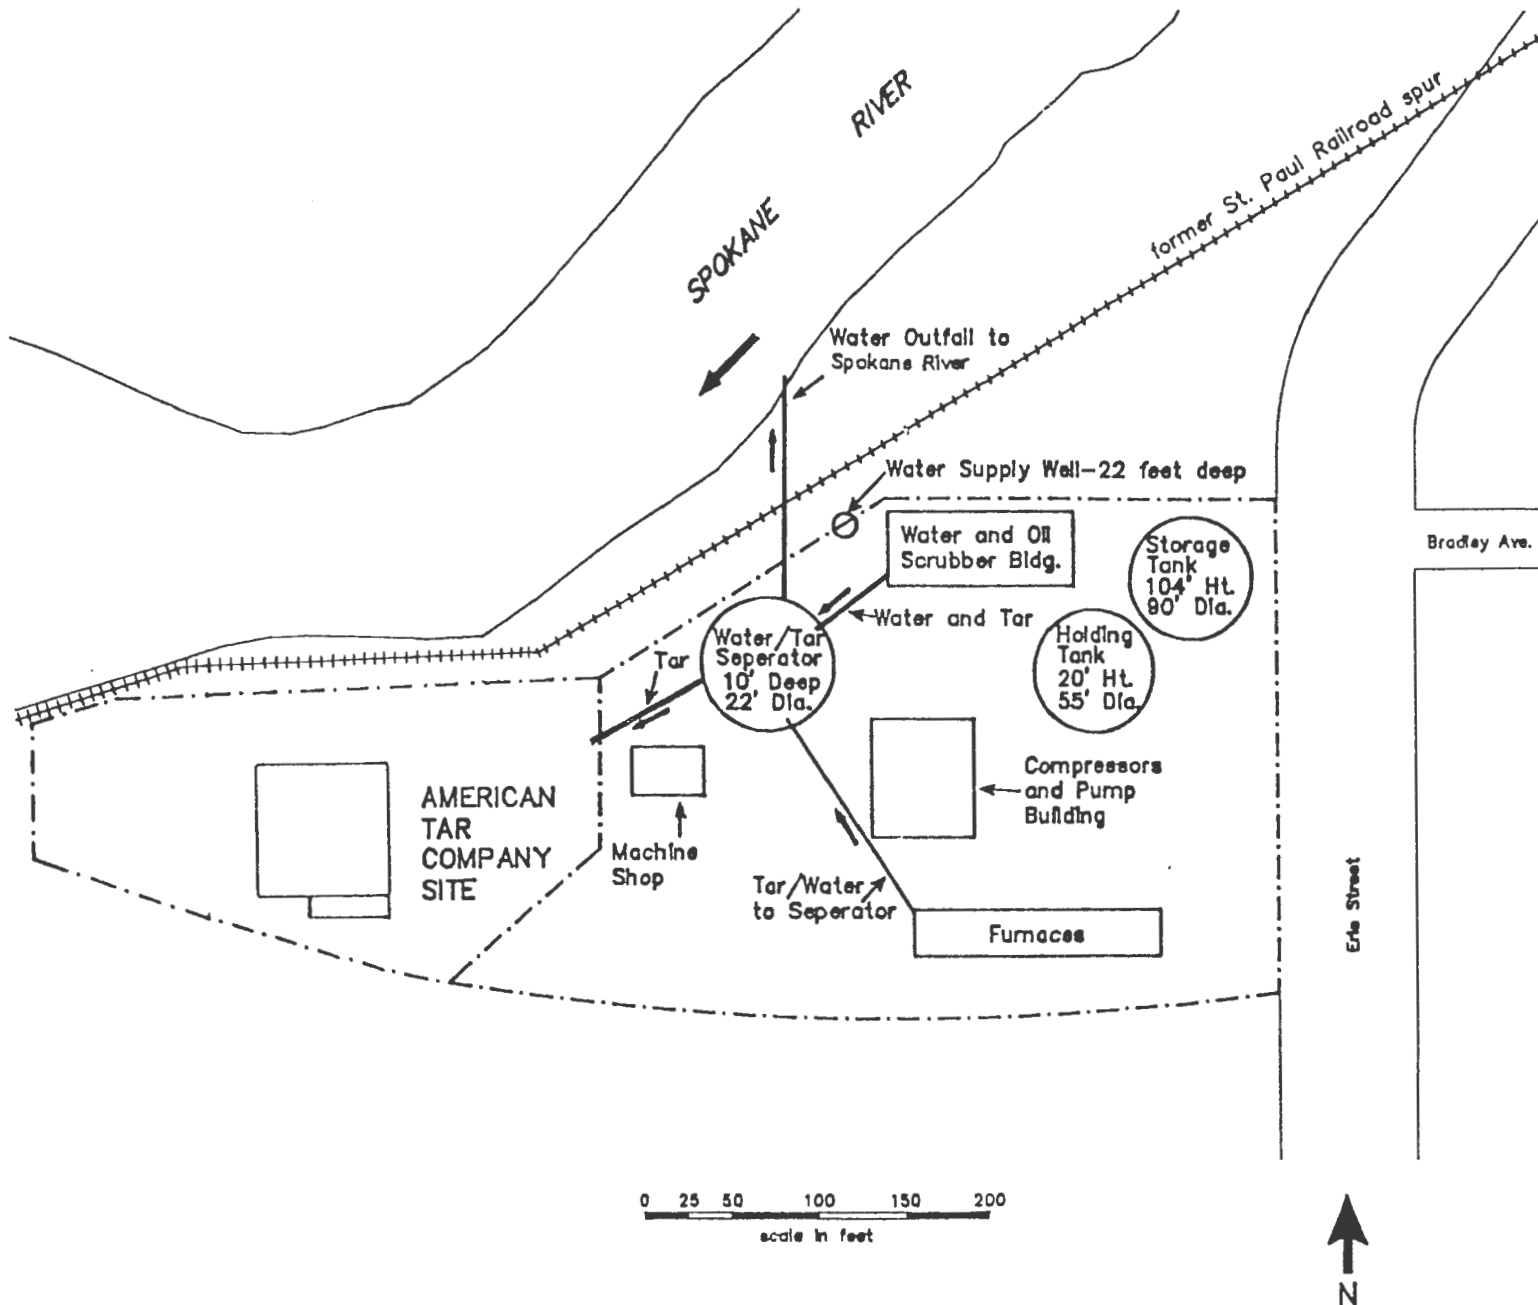 RIVER
SPOKANE
former St. Paul Railroad spur
Water Outfall to
Spokane River
Water Supply Well-22 feet deep
Water and Oil
Scrubber Bldg.
Storage
Tank
104' Ht.
90' Dia.
Bradley Ave.
Water and Tar
Water/Tar
Seperator
10' Deep
22' Dia.
Holding
Tank
20' Ht.
55' Dia.
Tar
AMERICAN
TAR
COMPANY
SITE
Machine
Shop
Compressors
and Pump
Building
Tar/Water
to Seperator
Furnaces
Erie Street
0 25 50 100 150 200
scale in feet
N